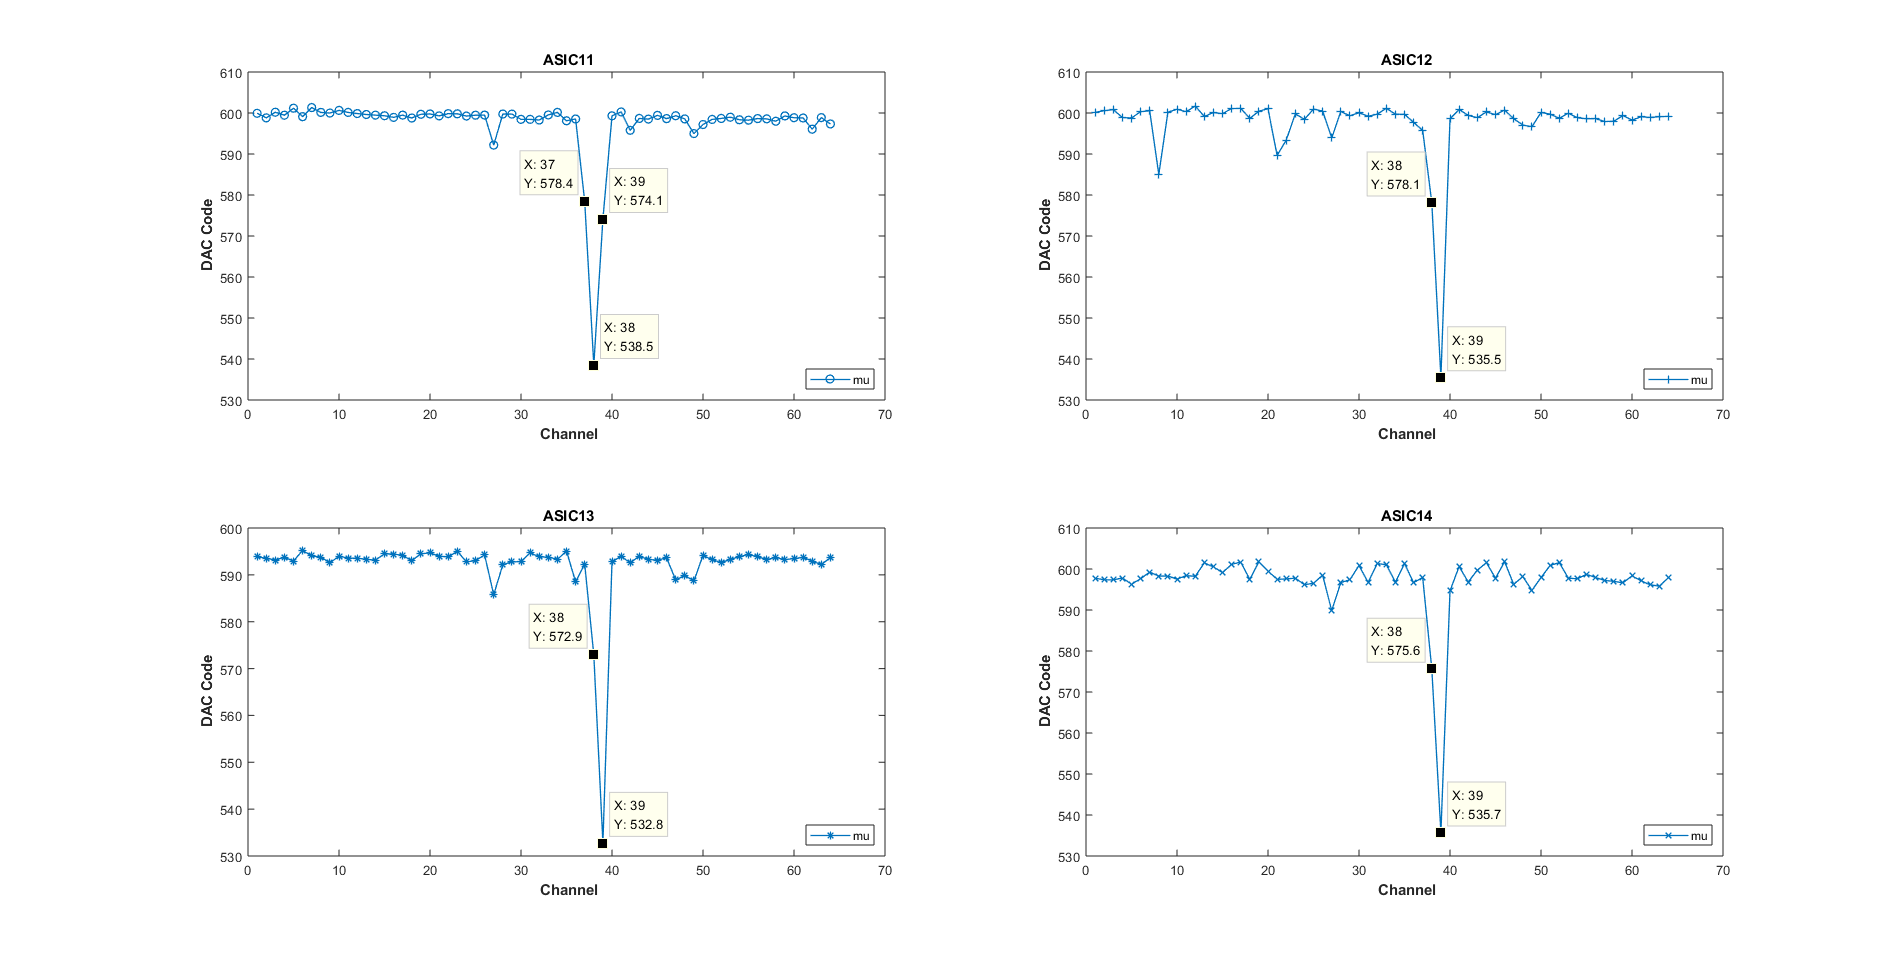 ASIC11
610
600
590
580
570
560
550
540
530
DAC Code
X: 37
Y: 578.4
X: 39
Y: 574.1
X: 38
Y: 538.5
mu
0 10 20 30 40 50 60 70
Channel
ASIC12
610
600
590
580
570
560
550
540
530
DAC Code
X: 38
Y: 578.1
X: 39
Y: 535.5
mu
0 10 20 30 40 50 60 70
Channel
ASIC13
600
590
580
570
560
550
540
530
DAC Code
X: 38
Y: 572.9
X: 39
Y: 532.8
mu
0 10 20 30 40 50 60 70
Channel
ASIC14
610
600
590
580
570
560
550
540
530
DAC Code
X: 38
Y: 575.6
X: 39
Y: 535.7
mu
0 10 20 30 40 50 60 70
Channel